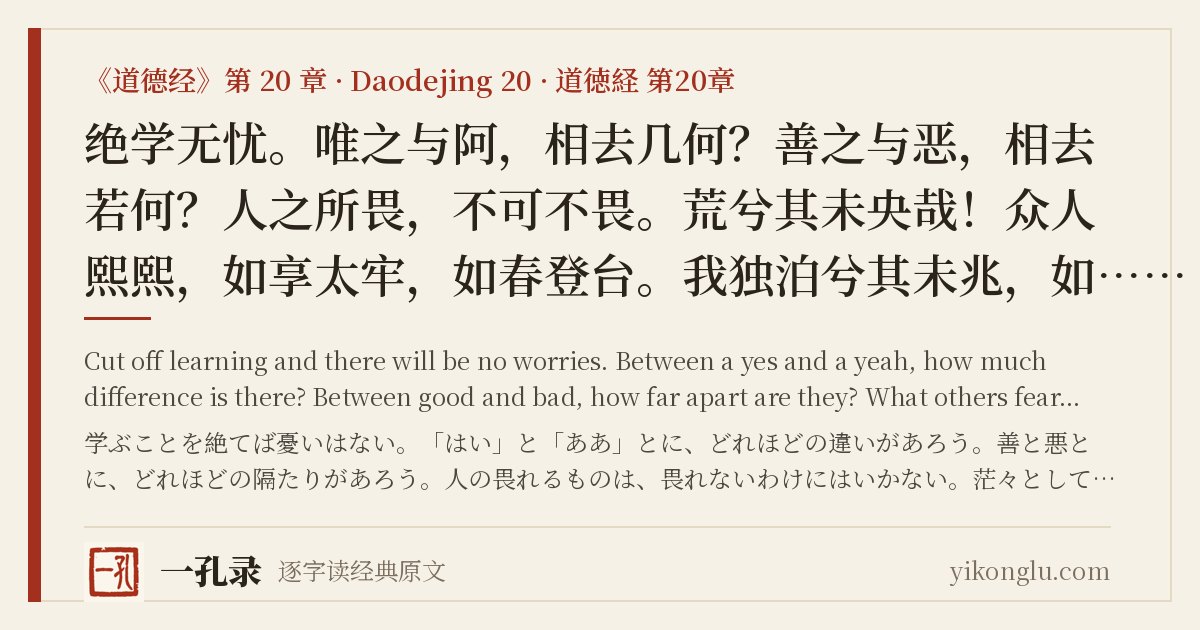 《道德经》第 20 章 · Daodejing 20 · 道徳経 第20章
绝学无忧。唯之与阿，相去几何？善之与恶，相去
若何？人之所畏，不可不畏。荒兮其未央哉！众人
熙熙，如享太牢，如春登台。我独泊兮其未兆，如……
Cut off learning and there will be no worries. Between a yes and a yeah, how much
difference is there? Between good and bad, how far apart are they? What others fear...
学ぶことを絶てば憂いはない。「はい」と「ああ」とに、どれほどの違いがあろう。善と悪と
に、どれほどの隔たりがあろう。人の畏れるものは、畏れないわけにはいかない。茫々として…
一孔
一孔录 逐字读经典原文
yikonglu.com